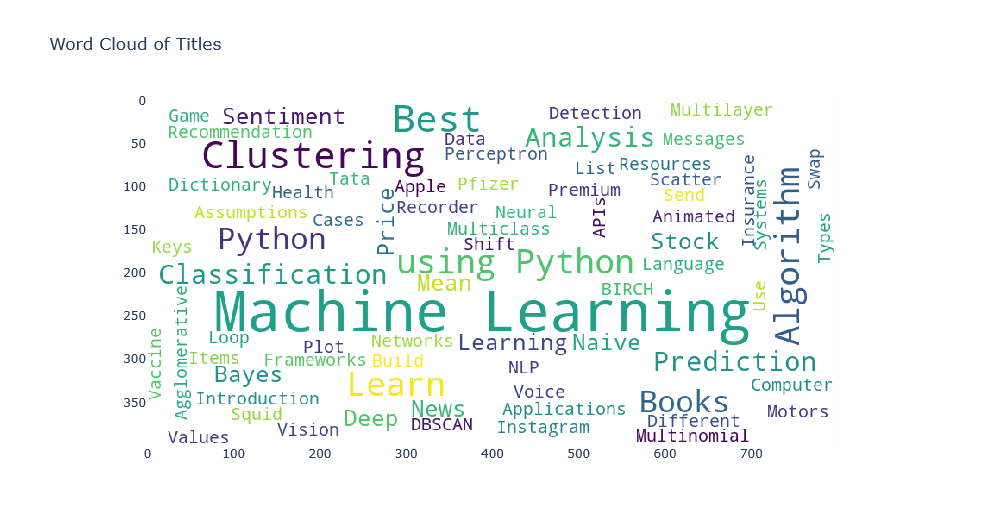 Word Cloud of Titles
0
50
100
150
200
250
300
350
0
100
200
300
400
500
600
700
Game
Sentiment
Best
Detection
Multilayer
Recommendation
Data
Analysis
Messages
Clustering
Perceptron
List
Resources
Insurance
Swap
Dictionary
Health
Tata
Apple
Pfizer
Premium
Scatter
Send
Systems
Algorithm
Assumptions
Cases
Price
Recorder
Neural
APIs
Animated
Types
Keys
Python
Multiclass
Shift
Stock
Classification
using Python
Language
Mean
BIRCH
Use
Machine Learning
Vaccine
Agglomerative
Loop
Plot
Networks
Learning
Naive
Items
Frameworks
Build
NLP
Prediction
Bayes
Learn
Voice
Computer
Introduction
News
Applications
Books
Motors
Squid
Deep
DBSCAN
Instagram
Different
Values
Vision
Multinomial